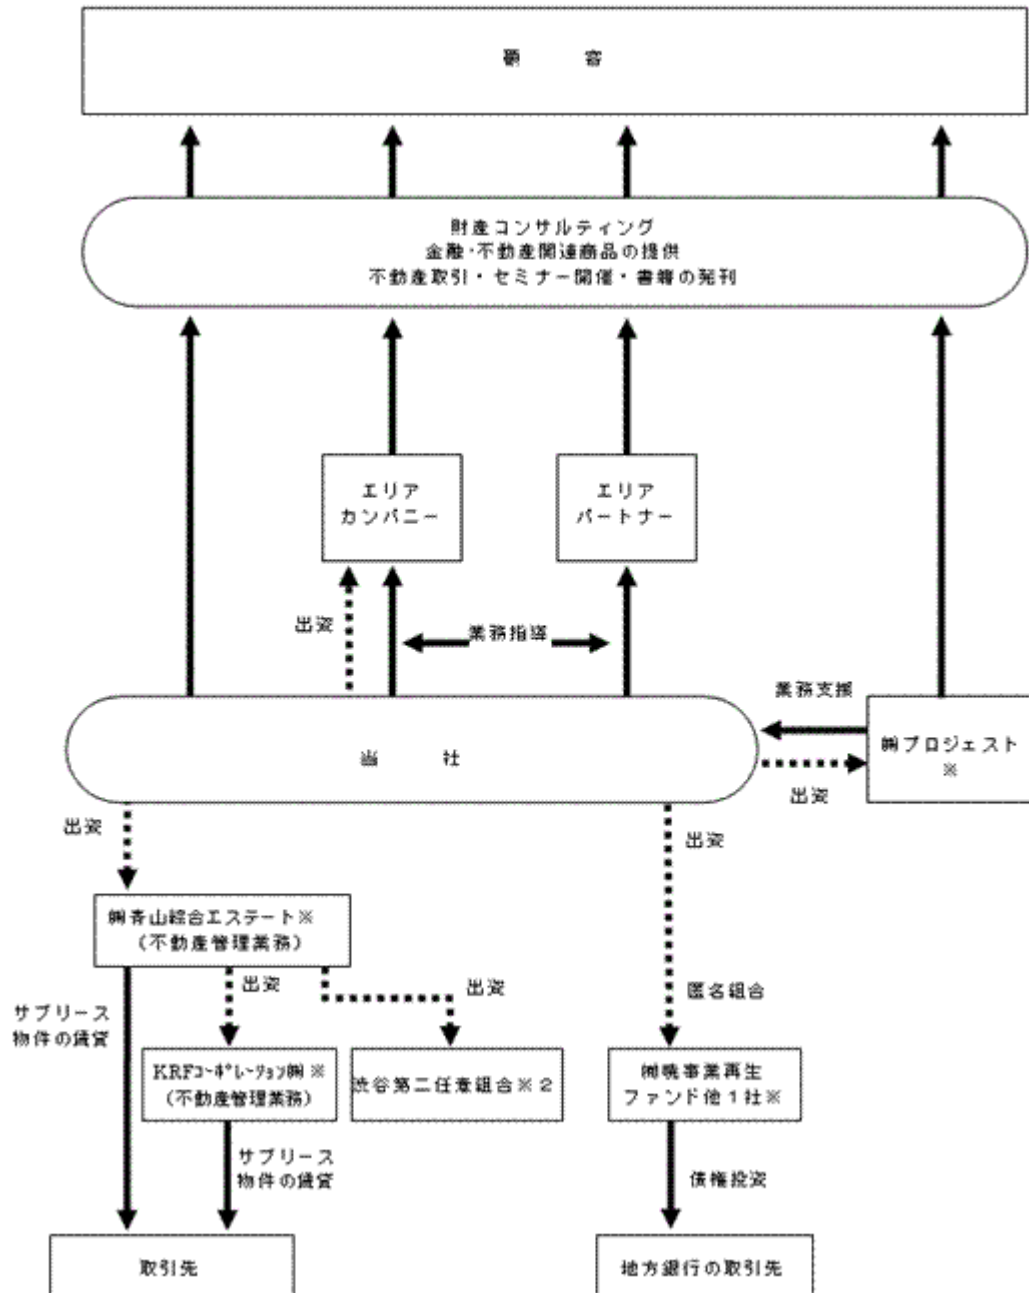 顧　客
財産コンサルティング
金融・不動産関連商品の提供
不動産取引・セミナー開催・書籍の発刊
エリア
カンパニー
エリア
パートナー
出資
業務指導
業務支援
当　社
㈱プロジェスト
※
出資
出資
出資
㈱青山綜合エステート※
(不動産管理業務)
出資
出資
匿名組合
サブリース
物件の賃貸
KRFコーポレーション㈱※
(不動産管理業務)
渋谷第二任意組合※2
㈲暁事業再生
ファンド他1社※
サブリース
物件の賃貸
債権投資
取引先
地方銀行の取引先